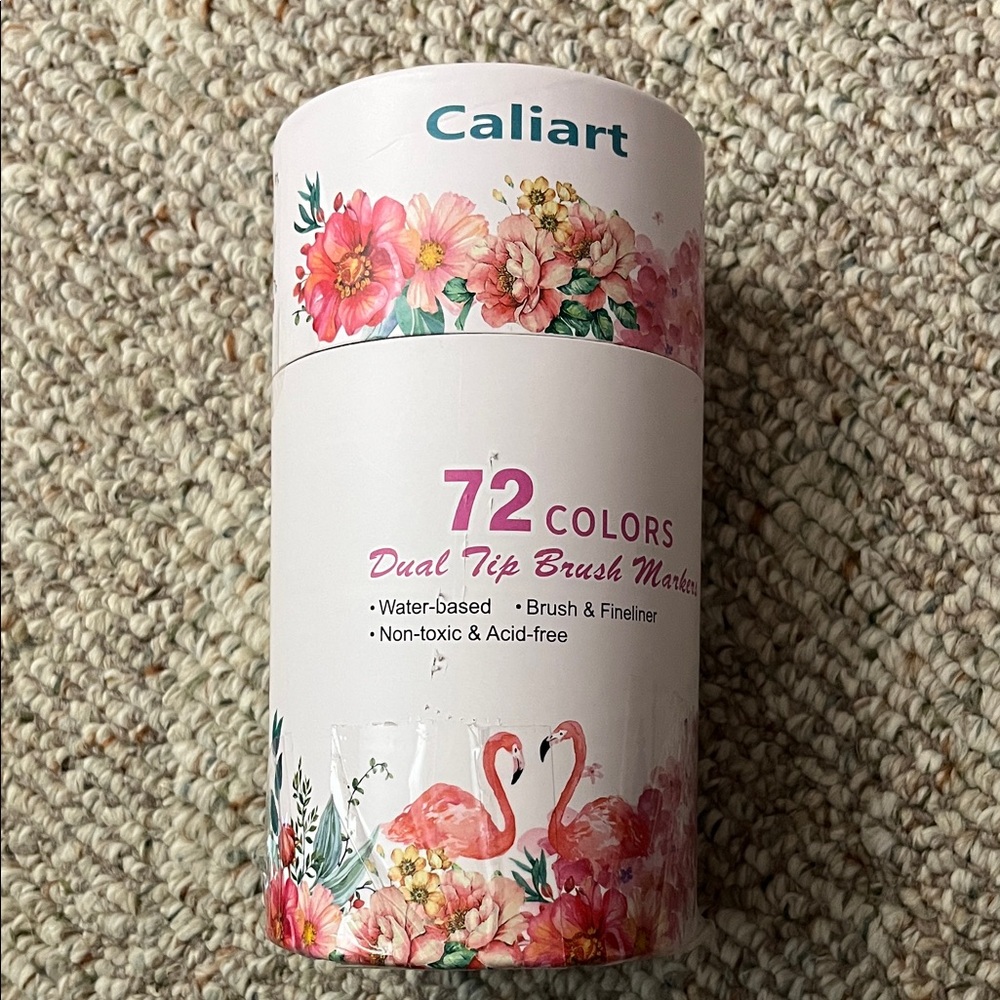 Caliart
72 COLORS
Dual Tip Brush Markers
• Water-based • Brush & Fineliner
• Non-toxic & Acid-free